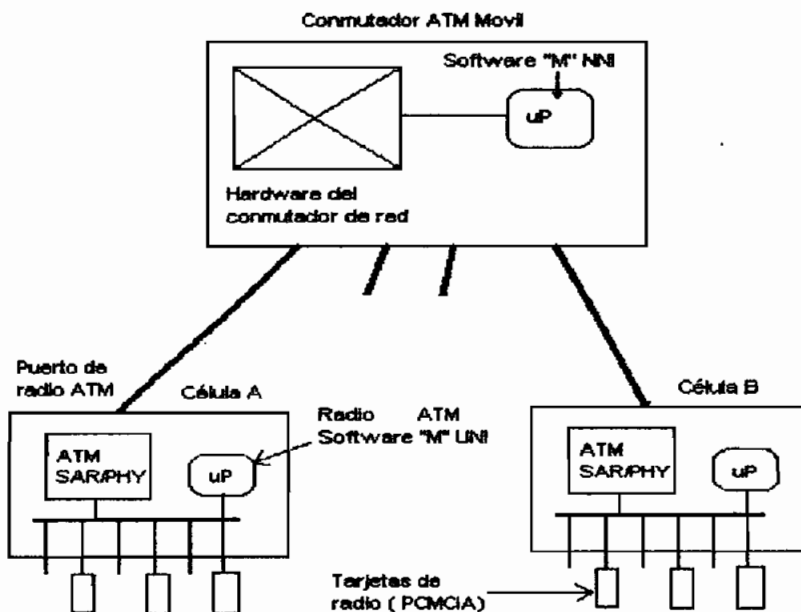 Conmutador ATM Movil
Software "M" NNI
uP
Hardware del
conmutador de red
Puerto de
radio ATM
Célula A
Radio ATM
Software "M" UNI
ATM
SAR/PHY
uP
Célula B
ATM
SAR/PHY
uP
Tarjetas de
radio ( PCMCIA)